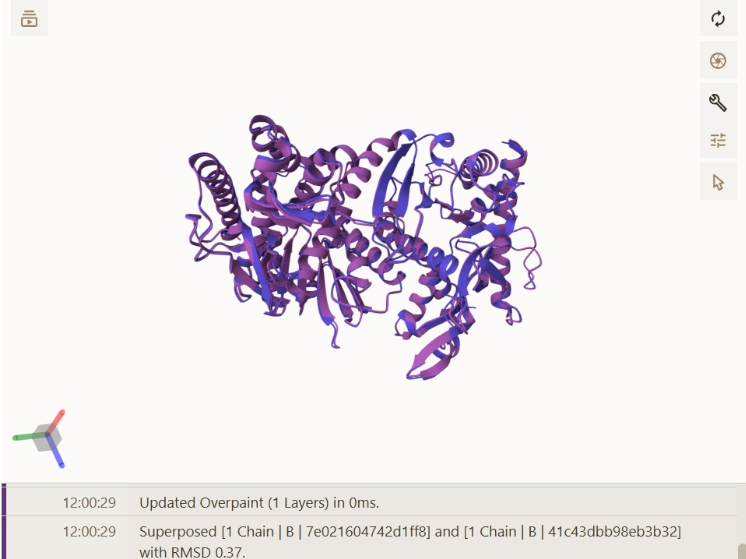 12:00:29 Updated Overpaint (1 Layers) in 0ms.
12:00:29 Superposed [1 Chain | B | 7e021604742d1ff8] and [1 Chain | B | 41c43dbb98eb3b32]
with RMSD 0.37.